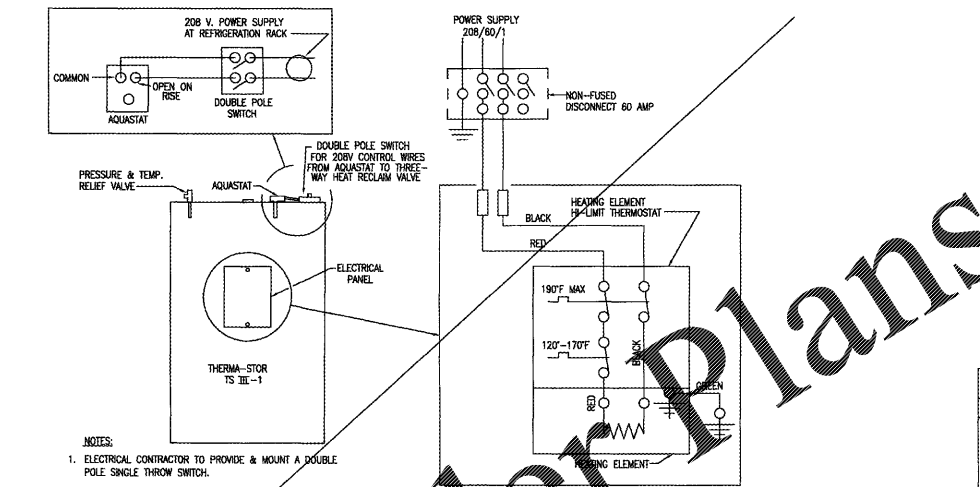 208 V. POWER SUPPLY
AT REFRIGERATION RACK
COMMON
OPEN ON
RISE
AQUASTAT
DOUBLE POLE
SWITCH
POWER SUPPLY
208/60/1
NON-FUSED
DISCONNECT 60 AMP
PRESSURE & TEMP.
RELIEF VALVE
AQUASTAT
DOUBLE POLE SWITCH
FOR 208V CONTROL WIRES
FROM AQUASTAT TO THREE-
WAY HEAT RECLAIM VALVE
ELECTRICAL
PANEL
THERMA-STOR
TS III-1
HEATING ELEMENT
HI-LIMIT THERMOSTAT
BLACK
RED
190°F MAX
120°-170°F
BLACK
RED
GREEN
HEATING ELEMENT
NOTES:
1. ELECTRICAL CONTRACTOR TO PROVIDE & MOUNT A DOUBLE
POLE SINGLE THROW SWITCH.
Plans